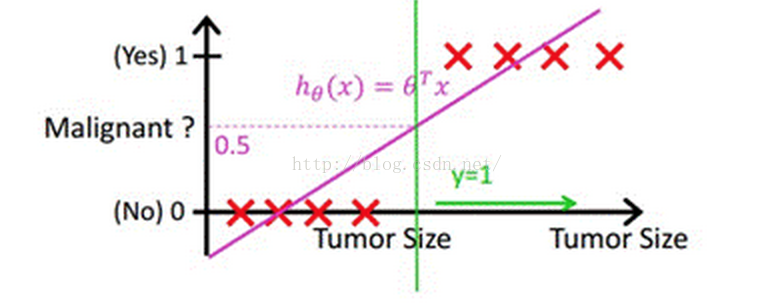 (Yes) 1
hθ(x) = θᵀx
Malignant ?
0.5
http://blog.csdn.net/
y=1
(No) 0
Tumor Size
Tumor Size